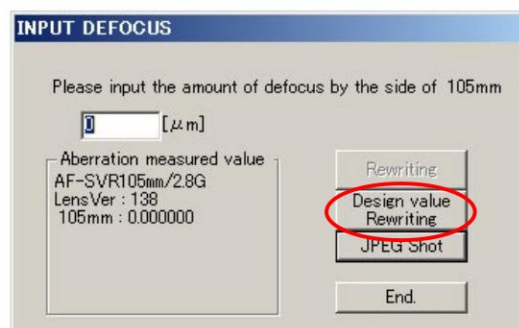 INPUT DEFOCUS
Please input the amount of defocus by the side of 105mm
0 [μm]
Aberration measured value
AF-SVR105mm/2.8G
LensVer : 138
105mm : 0.000000
Rewriting
Design value
Rewriting
JPEG Shot
End.